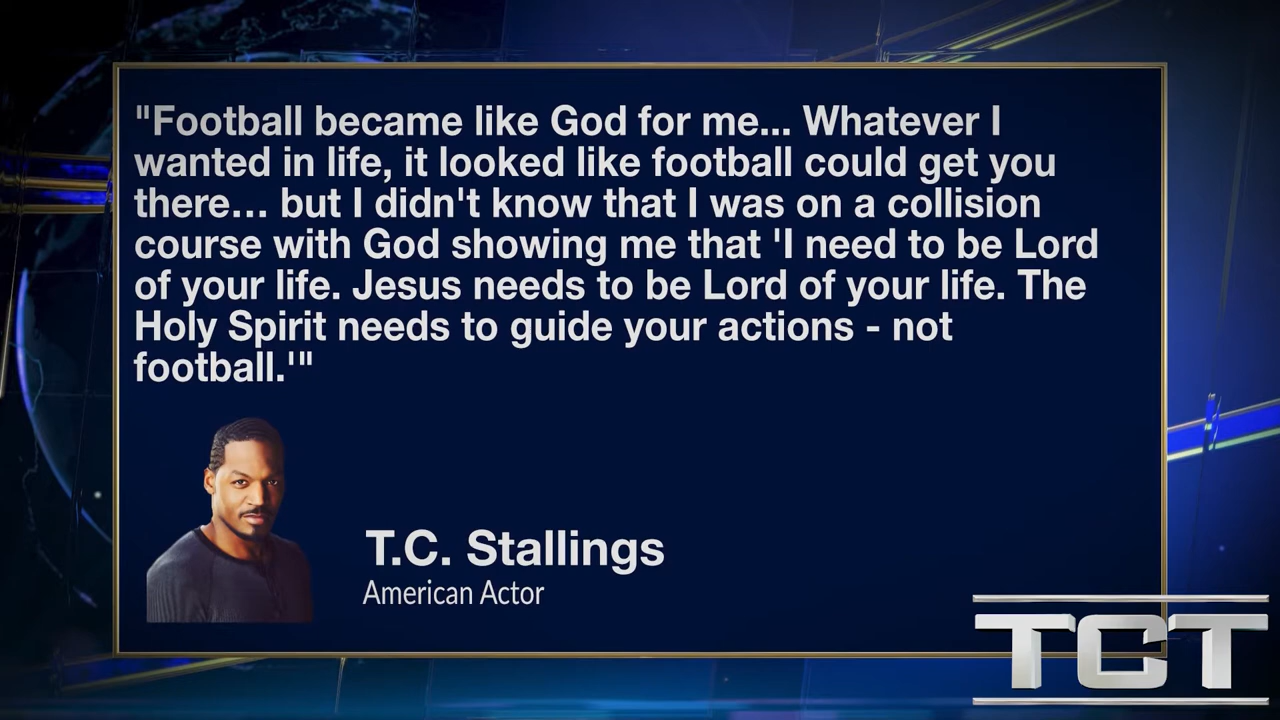 "Football became like God for me... Whatever I
wanted in life, it looked like football could get you
there... but I didn't know that I was on a collision
course with God showing me that 'I need to be Lord
of your life. Jesus needs to be Lord of your life. The
Holy Spirit needs to guide your actions - not
football.'"
T.C. Stallings
American Actor
TCT